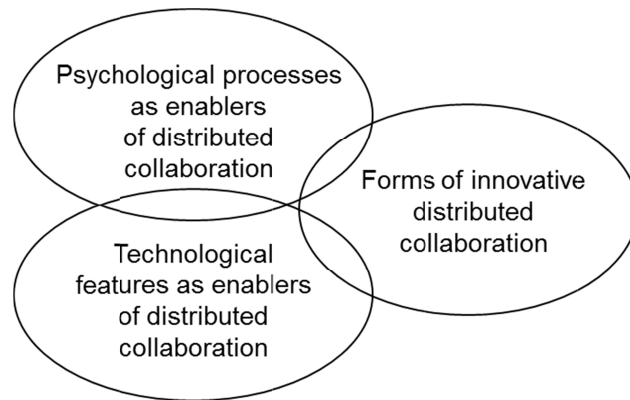 Psychological processes
as enablers
of distributed
collaboration
Forms of innovative
distributed
collaboration
Technological
features as enablers
of distributed
collaboration